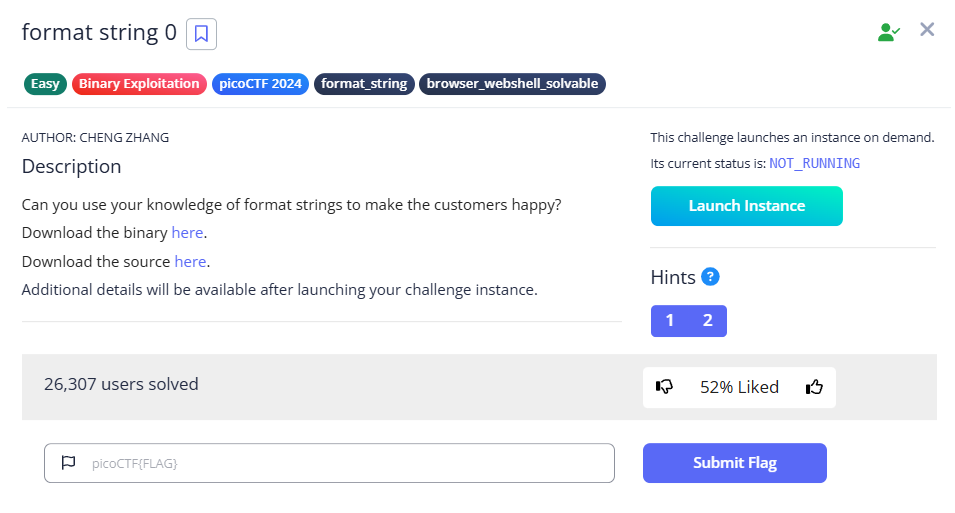 format string 0
Easy Binary Exploitation picoCTF 2024 format_string browser_webshell_solvable
AUTHOR: CHENG ZHANG
Description
Can you use your knowledge of format strings to make the customers happy?
Download the binary here.
Download the source here.
Additional details will be available after launching your challenge instance.
This challenge launches an instance on demand.
Its current status is: NOT_RUNNING
Launch Instance
Hints ?
1 2
26,307 users solved
52% Liked
picoCTF{FLAG}
Submit Flag